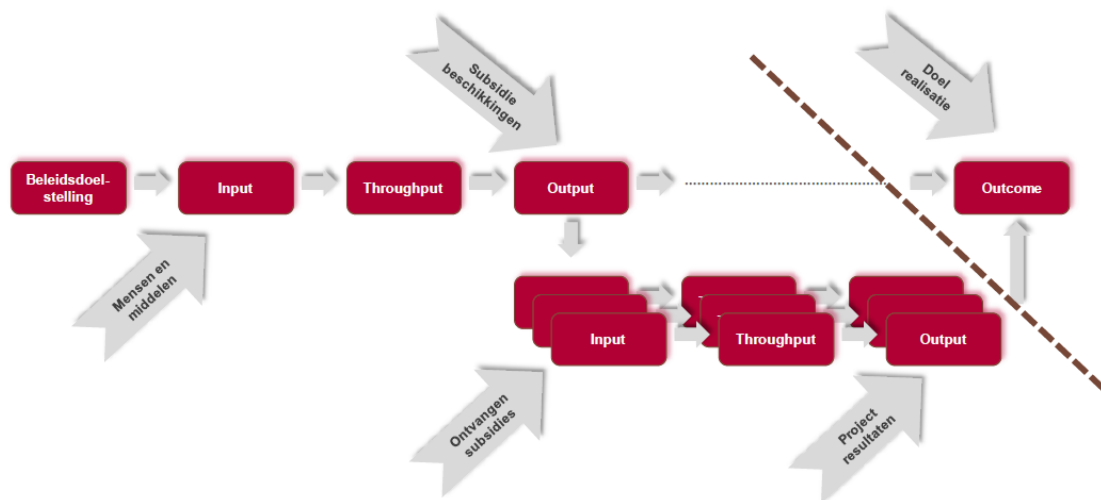 Subsidie
beschikkingen
Doel
realisatie
Beleidsdoel-
stelling
Input
Throughput
Output
Outcome
Mensen en
middelen
Input
Throughput
Output
Ontvangen
subsidies
Project
resultaten